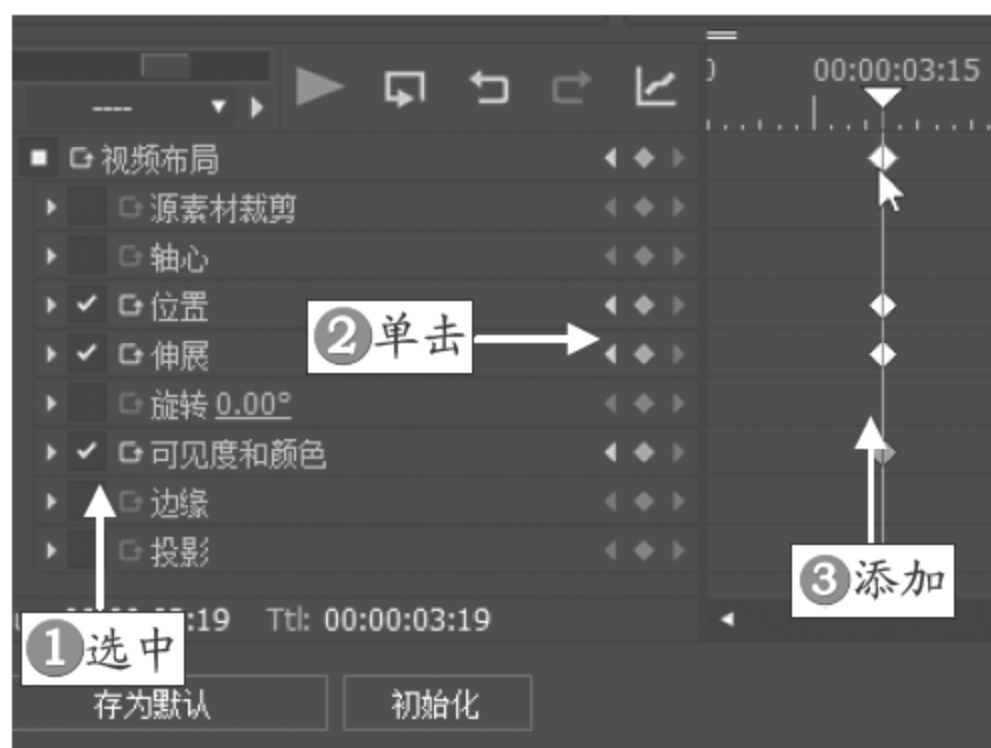 00:00:03:15
----
视频布局
源素材裁剪
轴心
位置
②单击
伸展
旋转 0.00°
可见度和颜色
边缘
投影
③添加
:19 Ttl: 00:00:03:19
①选中
存为默认 初始化